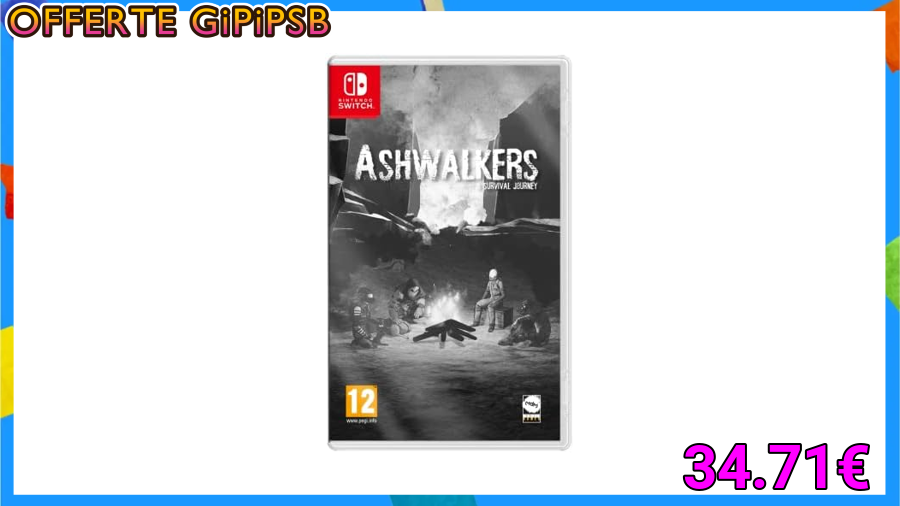 OFFERTE GiPiPSB
NINTENDO
SWITCH.
ASHWALKERS
A SURVIVAL JOURNEY
12
www.pegi.info
34.71€